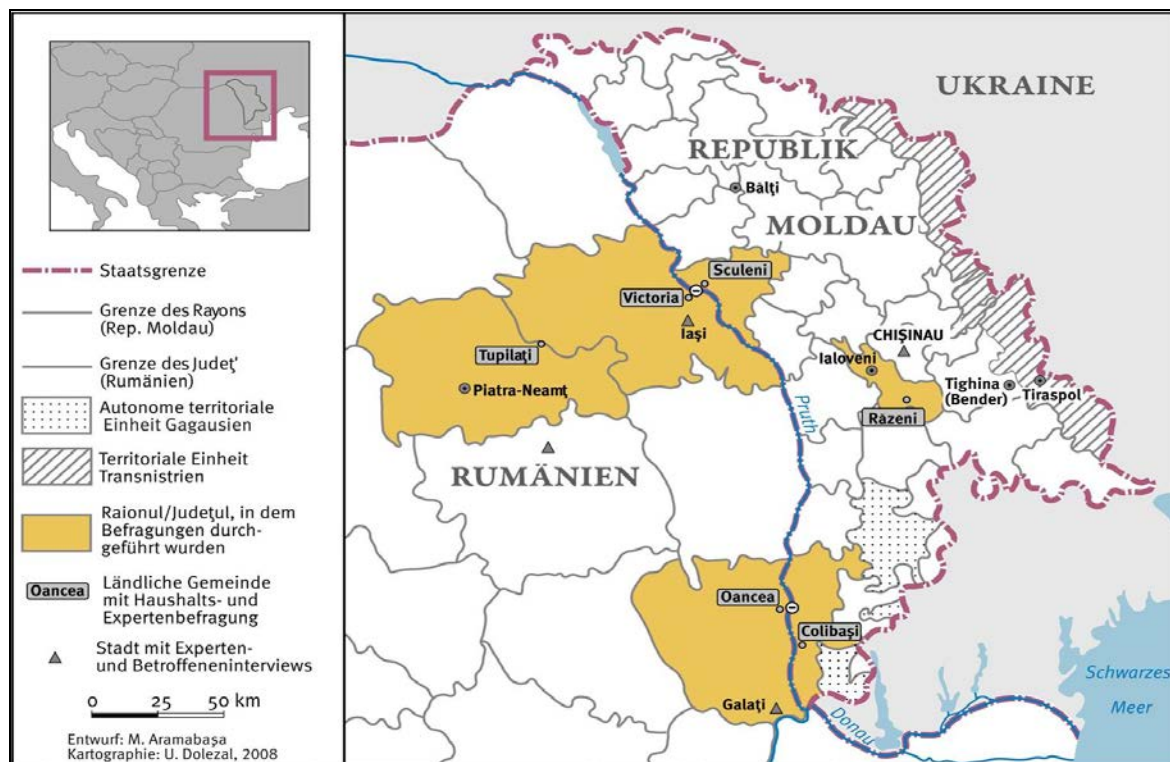 Staatsgrenze
Grenze des Rayons
(Rep. Moldau)
Grenze des Judeţ'
(Rumänien)
Autonome territoriale
Einheit Gagausien
Territoriale Einheit
Transnistrien
Raionul/Judeţul, in dem
Befragungen durch-
geführt wurden
Oancea
Ländliche Gemeinde
mit Haushalts- und
Expertenbefragung
Stadt mit Experten-
und Betroffeneninterviews
0 25 50 km
Entwurf: M. Aramabaşa
Kartographie: U. Dolezal, 2008
UKRAINE
REPUBLIK
MOLDAU
Bălţi
Sculeni
Victoria
Iaşi
CHIŞINAU
Ialoveni
Tupilaţi
Piatra-Neamţ
Tighina
(Bender)
Tiraspol
Răzeni
Pruth
RUMÄNIEN
Oancea
Colibaşi
Galaţi
Donau
Schwarzes
Meer